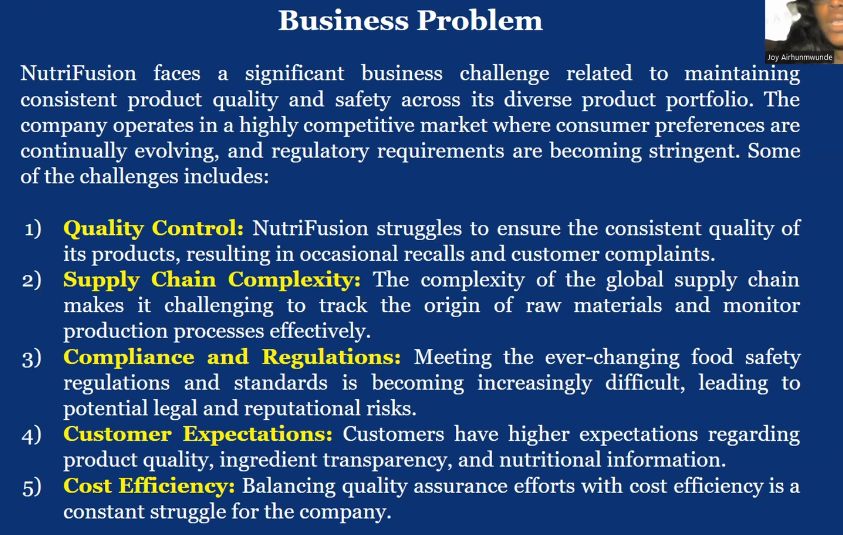 Business Problem
Joy Airhunmwunde
NutriFusion faces a significant business challenge related to maintaining
consistent product quality and safety across its diverse product portfolio. The
company operates in a highly competitive market where consumer preferences are
continually evolving, and regulatory requirements are becoming stringent. Some
of the challenges includes:
1) Quality Control: NutriFusion struggles to ensure the consistent quality of
its products, resulting in occasional recalls and customer complaints.
2) Supply Chain Complexity: The complexity of the global supply chain
makes it challenging to track the origin of raw materials and monitor
production processes effectively.
3) Compliance and Regulations: Meeting the ever-changing food safety
regulations and standards is becoming increasingly difficult, leading to
potential legal and reputational risks.
4) Customer Expectations: Customers have higher expectations regarding
product quality, ingredient transparency, and nutritional information.
5) Cost Efficiency: Balancing quality assurance efforts with cost efficiency is a
constant struggle for the company.